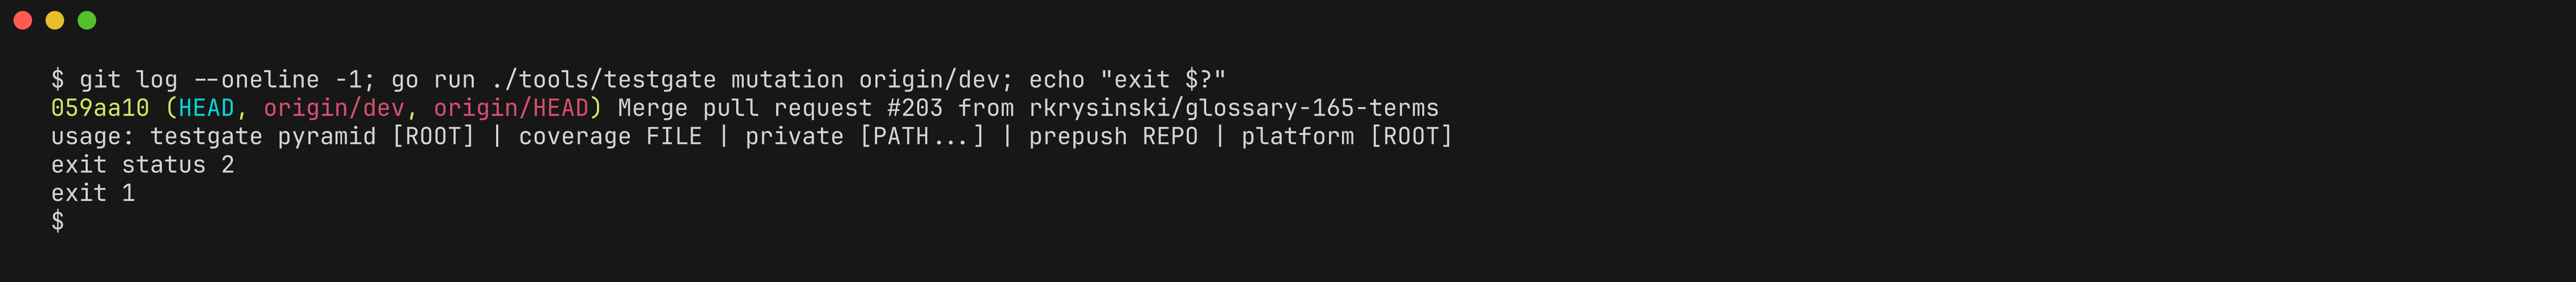 $ git log --oneline -1; go run ./tools/testgate mutation origin/dev; echo "exit $?"
059aa10 (HEAD, origin/dev, origin/HEAD) Merge pull request #203 from rkrysinski/glossary-165-terms
usage: testgate pyramid [ROOT] | coverage FILE | private [PATH...] | prepush REPO | platform [ROOT]
exit status 2
exit 1
$